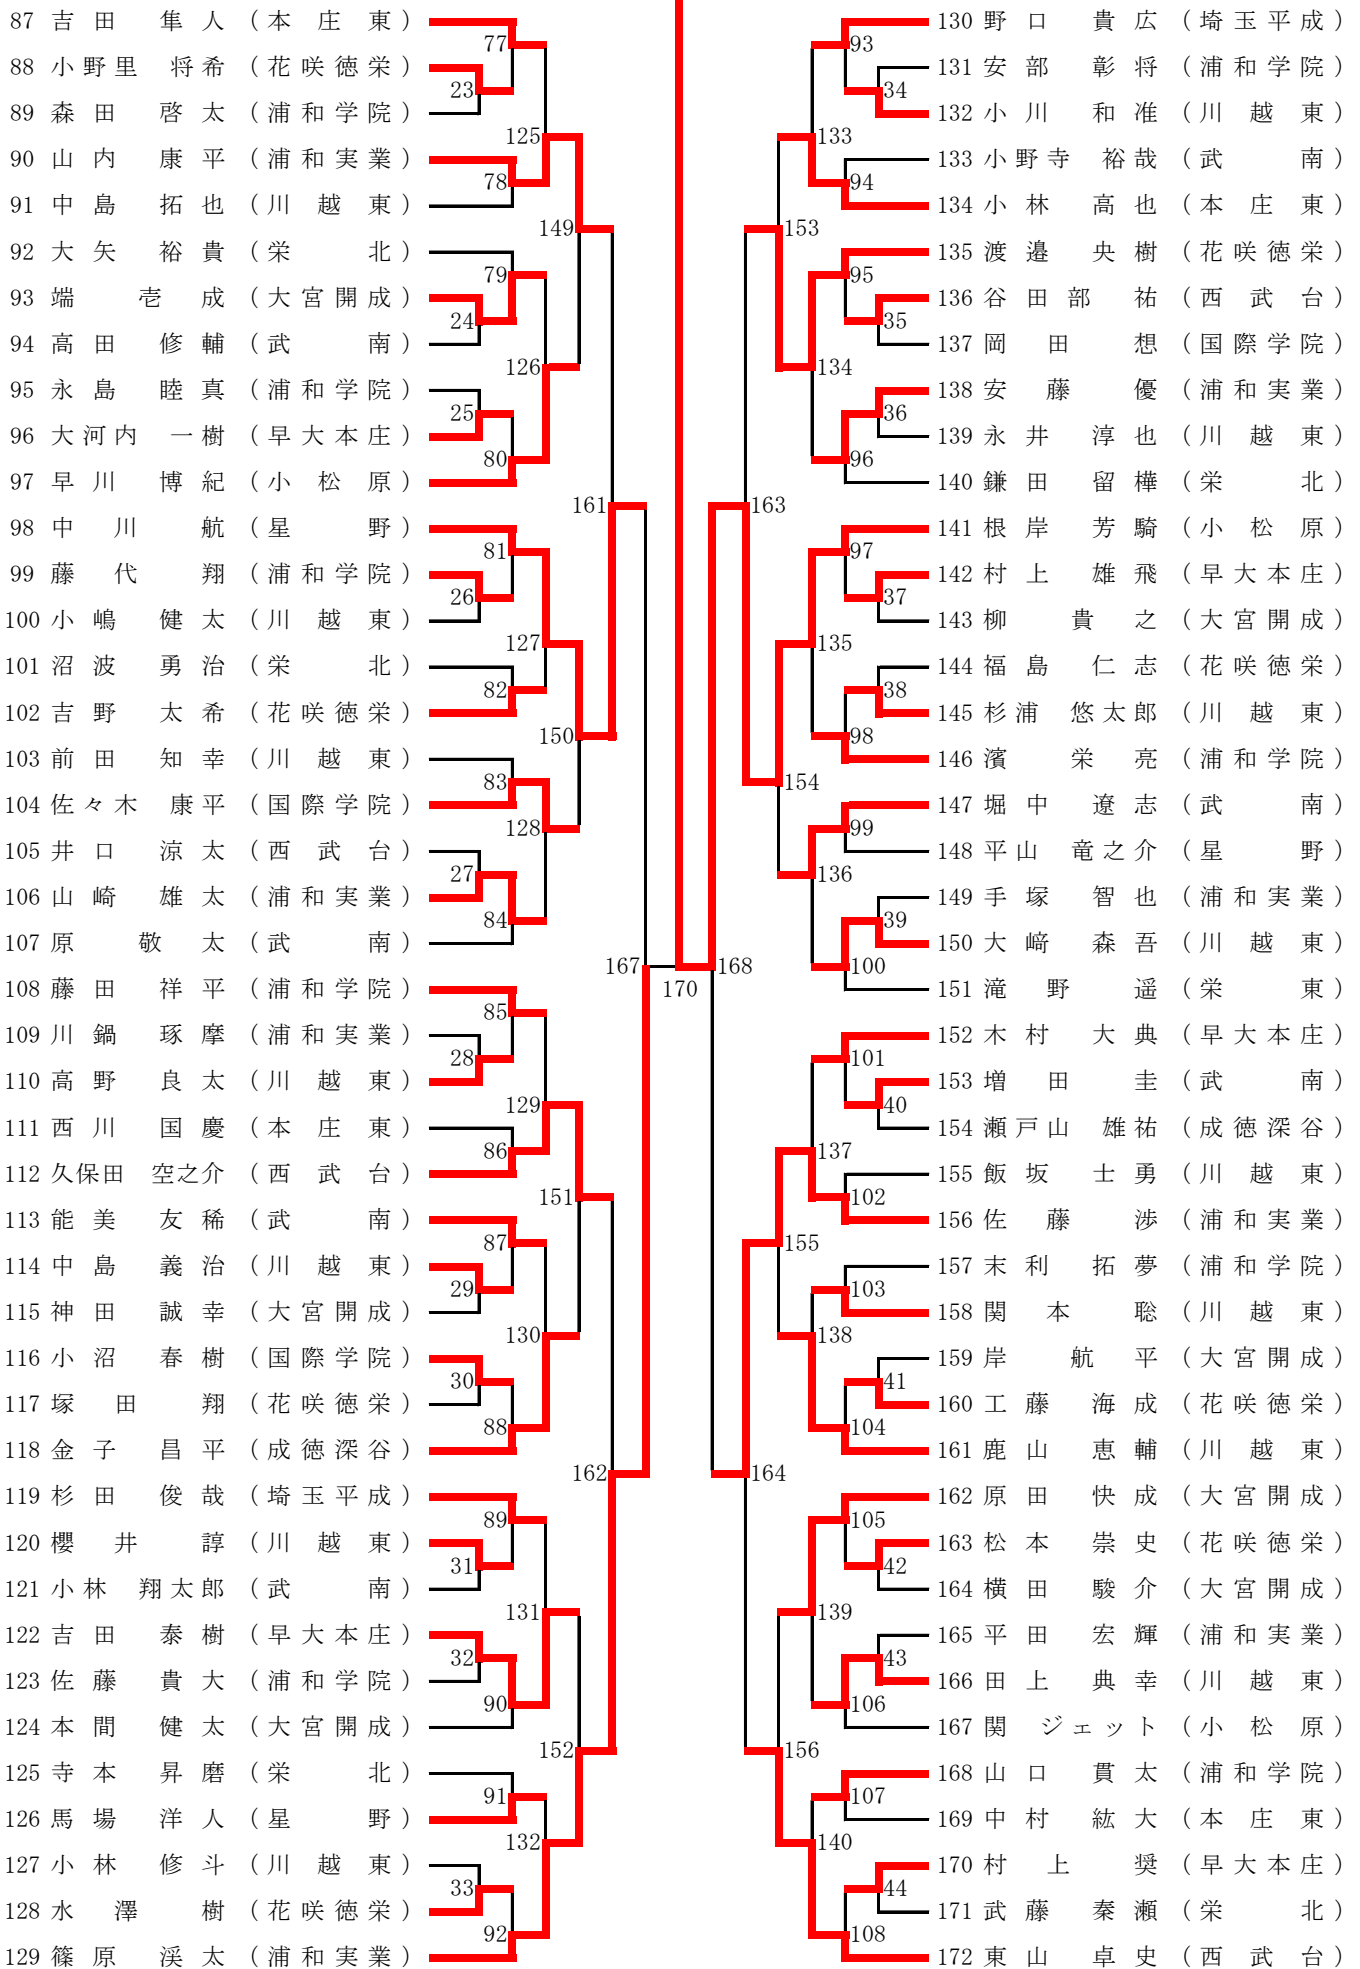 87 吉田 隼人 (本庄東)
88 小野里 将希 (花咲徳栄)
89 森田 啓太 (浦和学院)
90 山内 康平 (浦和実業)
91 中島 拓也 (川越東)
92 大矢 裕貴 (栄北)
93 端 壱成 (大宮開成)
94 高田 修輔 (武南)
95 永島 睦真 (浦和学院)
96 大河内 一樹 (早大本庄)
97 早川 博紀 (小松原)
98 中川 航 (星野)
99 藤代 翔 (浦和学院)
100 小嶋 健太 (川越東)
101 沼波 勇治 (栄北)
102 吉野 太希 (花咲徳栄)
103 前田 知幸 (川越東)
104 佐々木 康平 (国際学院)
105 井口 涼太 (西武台)
106 山崎 雄太 (浦和実業)
107 原 敬太 (武南)
108 藤田 祥平 (浦和学院)
109 川鍋 琢摩 (浦和実業)
110 高野 良太 (川越東)
111 西川 国慶 (本庄東)
112 久保田 空之介 (西武台)
113 能美 友稀 (武南)
114 中島 義治 (川越東)
115 神田 誠幸 (大宮開成)
116 小沼 春樹 (国際学院)
117 塚田 翔 (花咲徳栄)
118 金子 昌平 (成徳深谷)
119 杉田 俊哉 (埼玉平成)
120 櫻井 諄 (川越東)
121 小林 翔太郎 (武南)
122 吉田 泰樹 (早大本庄)
123 佐藤 貴大 (浦和学院)
124 本間 健太 (大宮開成)
125 寺本 昇磨 (栄北)
126 馬場 洋人 (星野)
127 小林 修斗 (川越東)
128 水澤 樹 (花咲徳栄)
129 篠原 渓太 (浦和実業)
77
23
125
78
149
79
24
126
25
80
161
81
26
127
82
150
83
128
27
84
167
85
28
129
86
151
87
29
130
30
88
162
89
31
131
32
90
152
91
132
33
92
170
93
34
133
94
153
95
35
134
36
96
163
97
37
135
38
98
154
99
136
39
100
168
101
40
137
102
155
103
138
41
104
164
105
42
139
43
106
156
107
140
44
108
130 野口 貴広 (埼玉平成)
131 安部 彰将 (浦和学院)
132 小川 和准 (川越東)
133 小野寺 裕哉 (武南)
134 小林 高也 (本庄東)
135 渡邉 央樹 (花咲徳栄)
136 谷田部 祐 (西武台)
137 岡田 想 (国際学院)
138 安藤 優 (浦和実業)
139 永井 淳也 (川越東)
140 鎌田 留樺 (栄北)
141 根岸 芳騎 (小松原)
142 村上 雄飛 (早大本庄)
143 柳 貴之 (大宮開成)
144 福島 仁志 (花咲徳栄)
145 杉浦 悠太郎 (川越東)
146 濱 栄亮 (浦和学院)
147 堀中 遼志 (武南)
148 平山 竜之介 (星野)
149 手塚 智也 (浦和実業)
150 大﨑 森吾 (川越東)
151 滝野 遥 (栄東)
152 木村 大典 (早大本庄)
153 増田 圭 (武南)
154 瀬戸山 雄祐 (成徳深谷)
155 飯坂 士勇 (川越東)
156 佐藤 渉 (浦和実業)
157 末利 拓夢 (浦和学院)
158 関本 聡 (川越東)
159 岸 航平 (大宮開成)
160 工藤 海成 (花咲徳栄)
161 鹿山 恵輔 (川越東)
162 原田 快成 (大宮開成)
163 松本 崇史 (花咲徳栄)
164 横田 駿介 (大宮開成)
165 平田 宏輝 (浦和実業)
166 田上 典幸 (川越東)
167 関 ジェット (小松原)
168 山口 貫太 (浦和学院)
169 中村 紘大 (本庄東)
170 村上 奨 (早大本庄)
171 武藤 秦瀬 (栄北)
172 東山 卓史 (西武台)